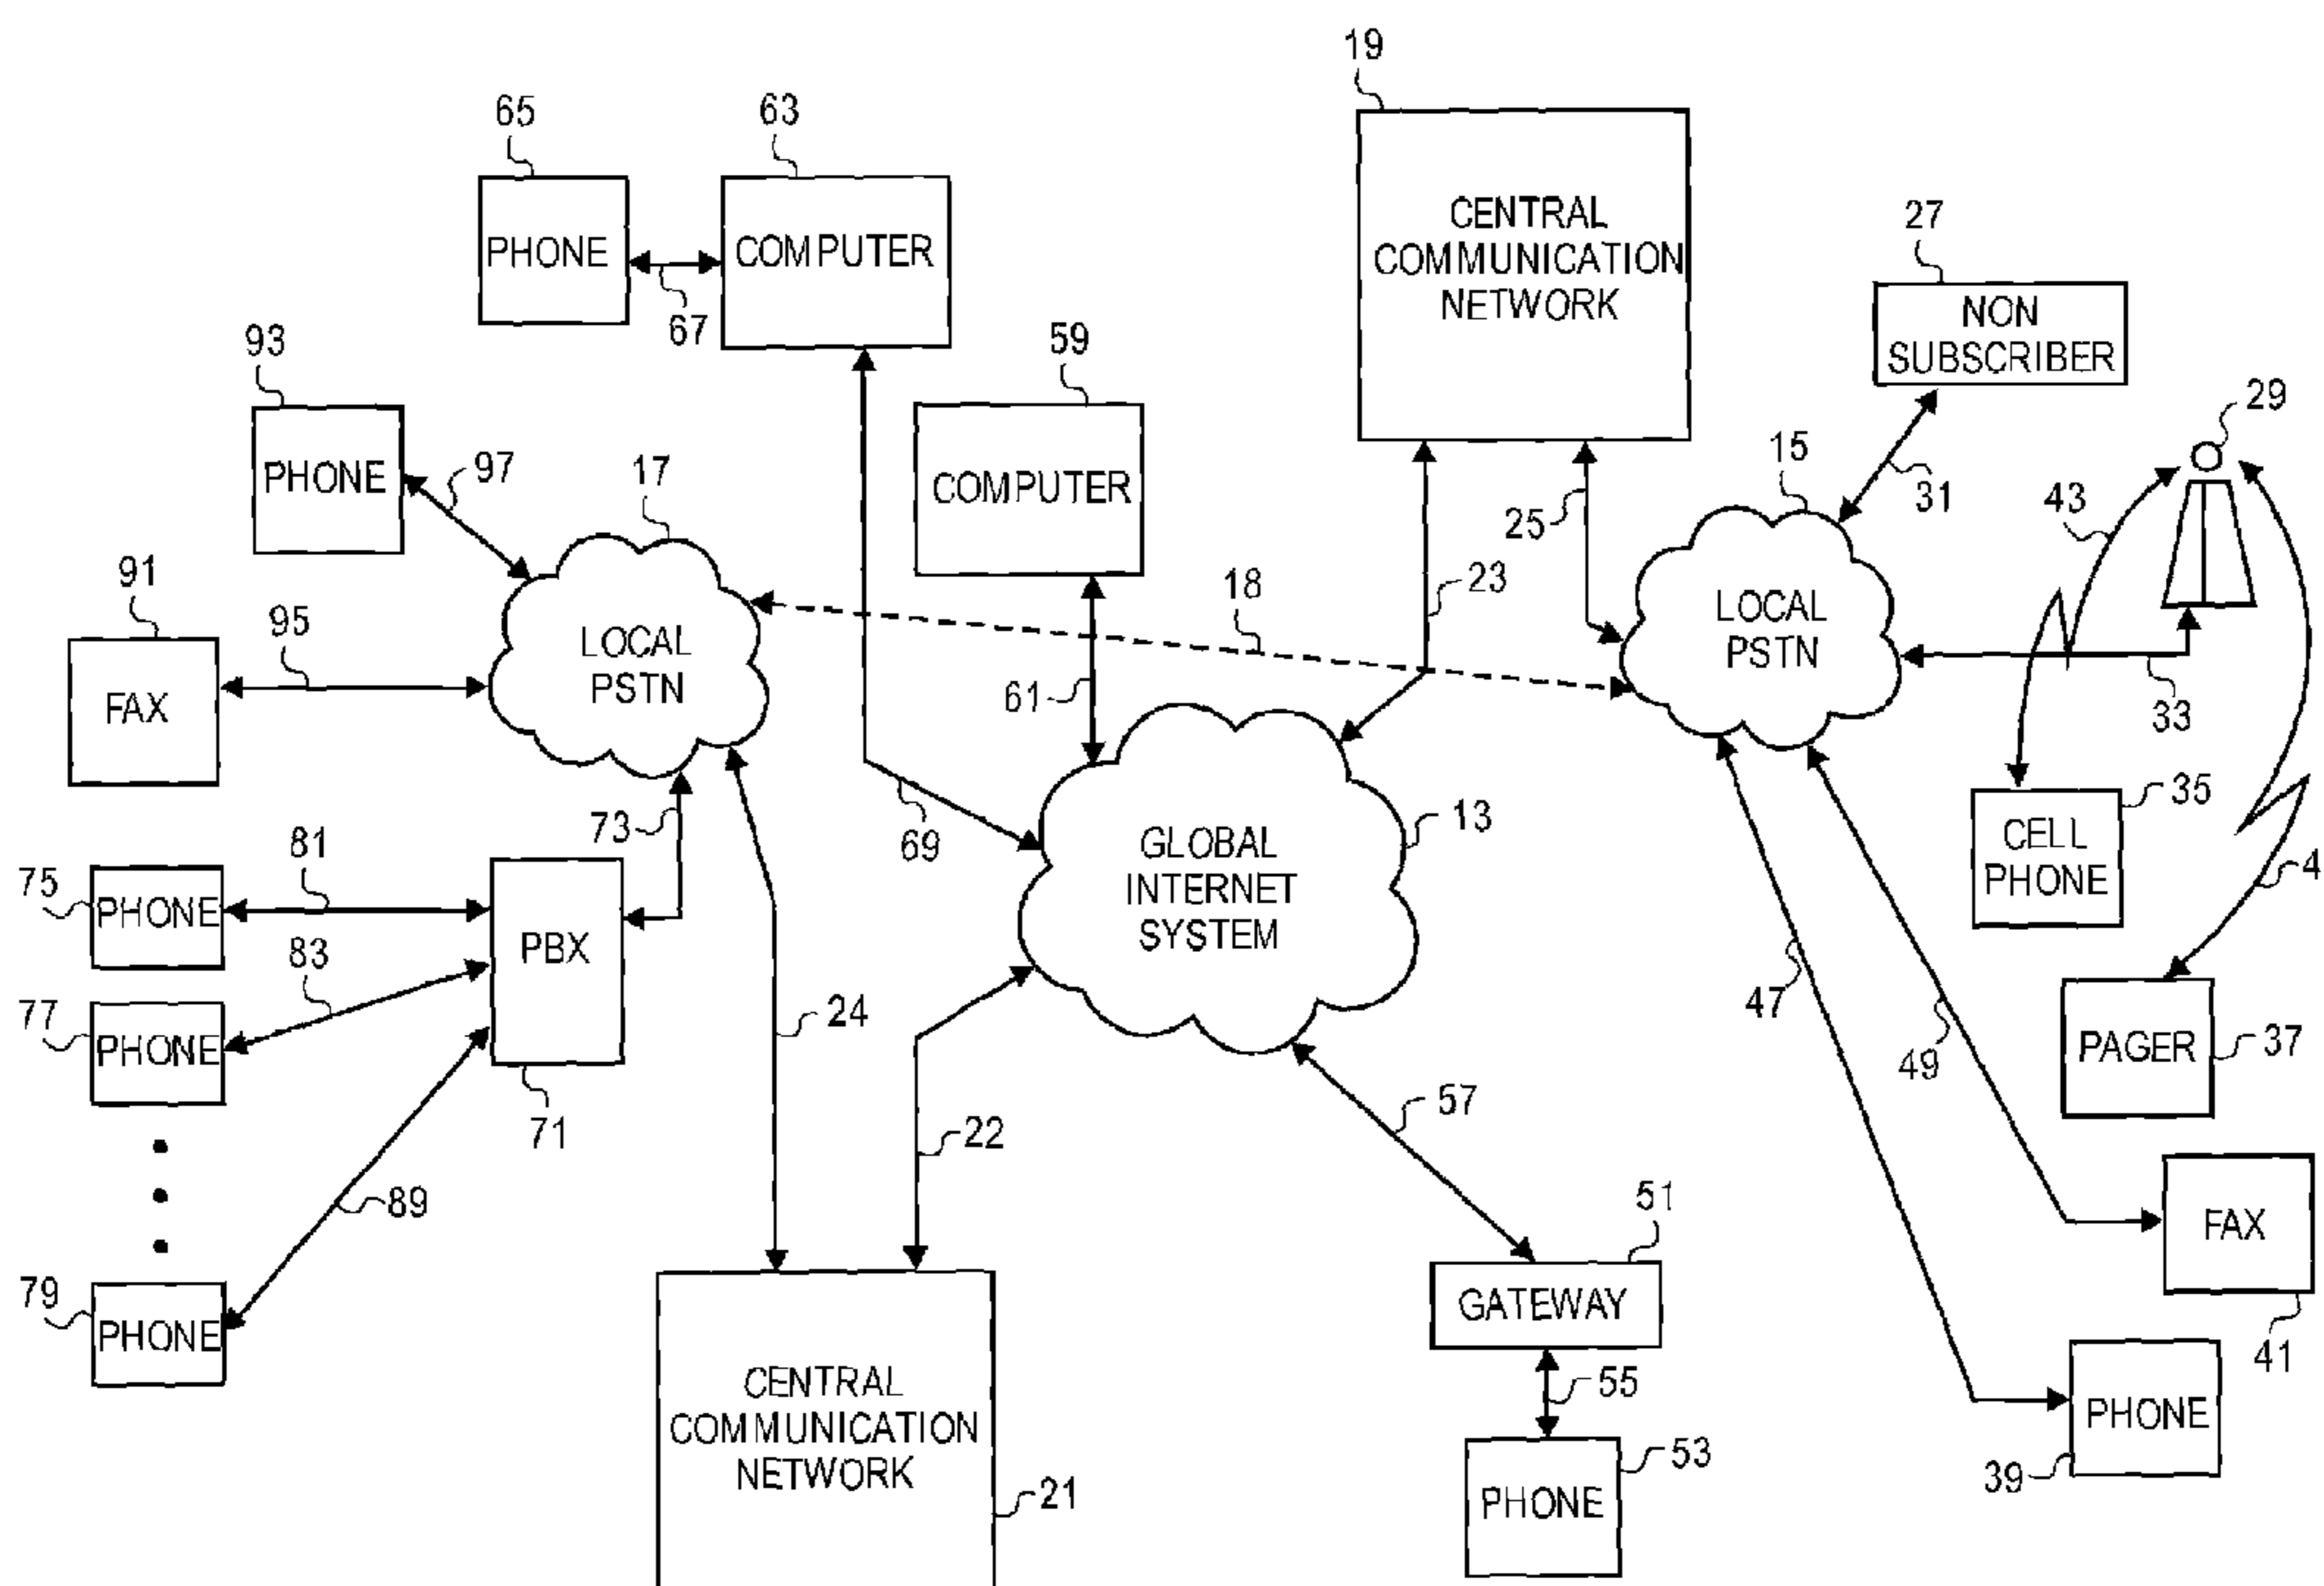 19
65
63
PHONE
COMPUTER
67
CENTRAL
COMMUNICATION
NETWORK
27
NON
SUBSCRIBER
93
PHONE
97
59
COMPUTER
29
15
31
43
17
25
23
18
91
95
FAX
LOCAL
PSTN
61
LOCAL
PSTN
33
73
69
13
GLOBAL
INTERNET
SYSTEM
35
CELL
PHONE
4
75
PHONE
81
PBX
83
77
PHONE
71
24
22
47
49
PAGER
37
57
89
51
GATEWAY
FAX
41
79
PHONE
55
PHONE
39
CENTRAL
COMMUNICATION
NETWORK
21
53
PHONE